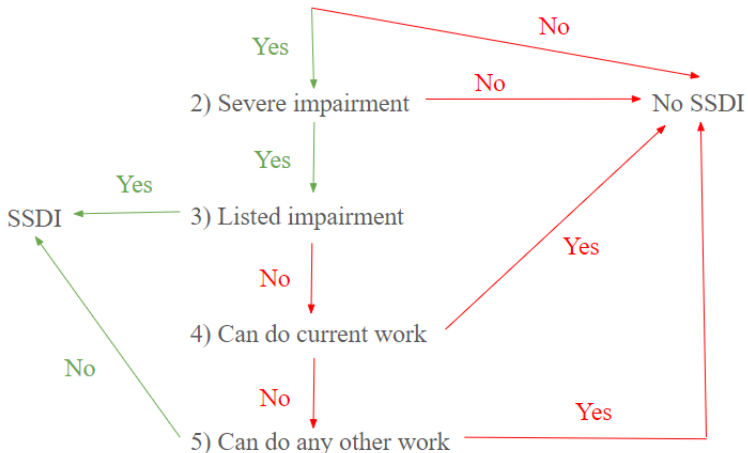 No
Yes
2) Severe impairment
No
No SSDI
Yes
Yes
SSDI
3) Listed impairment
No
Yes
4) Can do current work
No
No
Yes
5) Can do any other work